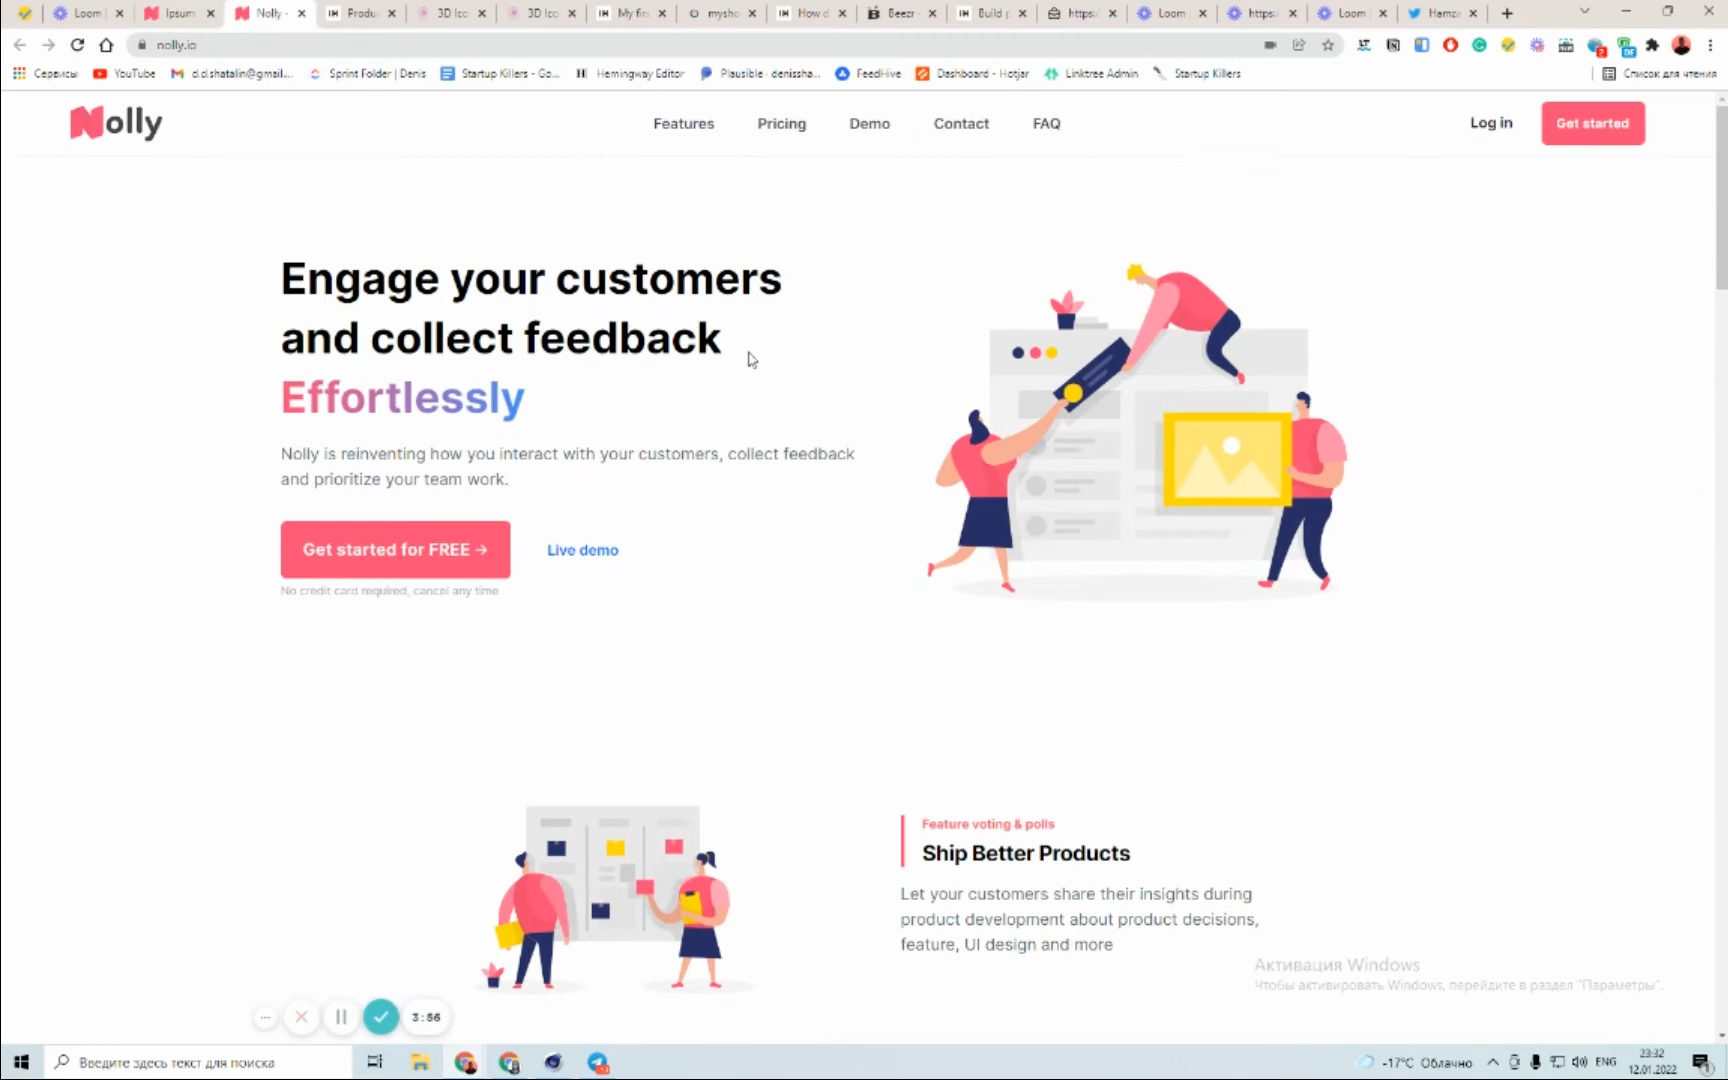 Loom
Ipsum
Nolly -
Produc
3D Ico
3D Ico
My firs
mysho
How d
Beezr -
Build p
https:/
Loom
https:/
Loom
Hamza
nolly.io
Сервисы
YouTube
d.d.shatalin@gmail...
Sprint Folder | Denis
Startup Killers - Go...
Hemingway Editor
Plausible · denissha...
FeedHive
Dashboard - Hotjar
Linktree Admin
Startup Killers
Список для чтения
Nolly
Features
Pricing
Demo
Contact
FAQ
Log in
Get started
Engage your customers
and collect feedback
Effortlessly
Nolly is reinventing how you interact with your customers, collect feedback
and prioritize your team work.
Get started for FREE →
Live demo
No credit card required, cancel any time
Feature voting & polls
Ship Better Products
Let your customers share their insights during
product development about product decisions,
feature, UI design and more
Активация Windows
Чтобы активировать Windows, перейдите в раздел "Параметры".
3:56
Введите здесь текст для поиска
-17°C Облачно
ENG
23:32
12.01.2022